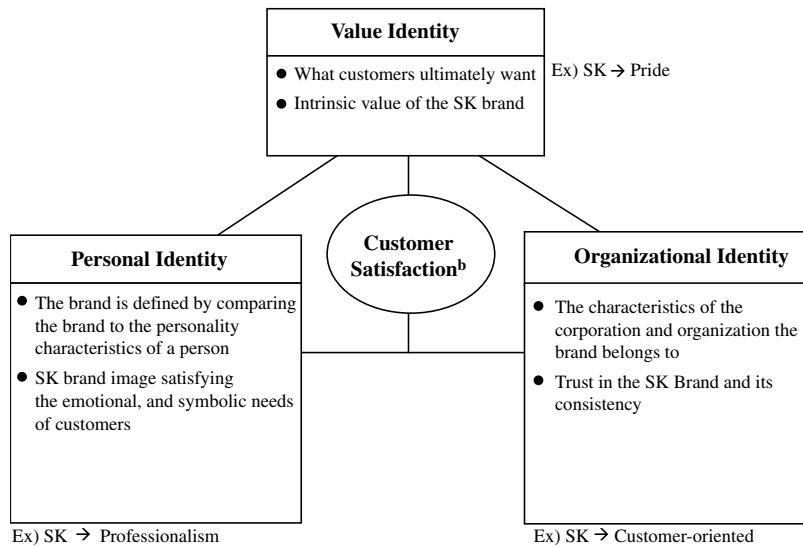 Value Identity
● What customers ultimately want
● Intrinsic value of the SK brand
Ex) SK → Pride
Customer
Satisfactionᵇ
Personal Identity
● The brand is defined by comparing
the brand to the personality
characteristics of a person
● SK brand image satisfying
the emotional, and symbolic needs
of customers
Ex) SK → Professionalism
Organizational Identity
● The characteristics of the
corporation and organization the
brand belongs to
● Trust in the SK Brand and its
consistency
Ex) SK → Customer-oriented